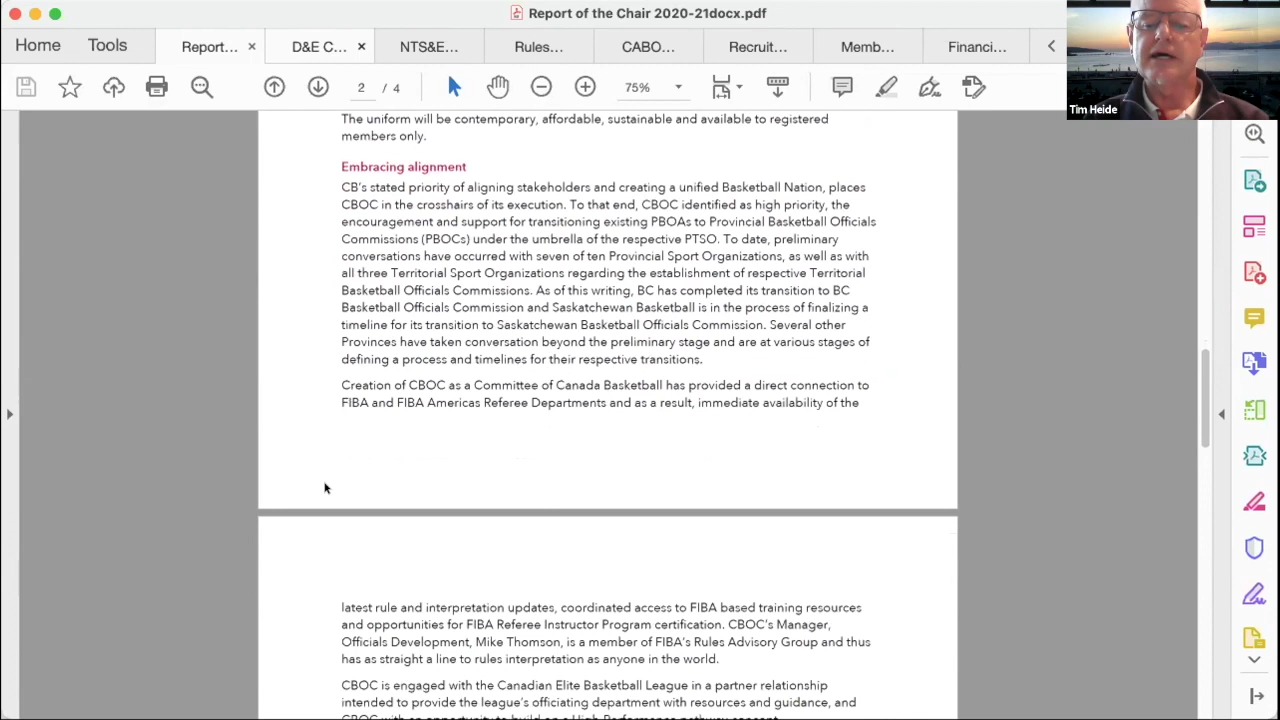 Report of the Chair 2020-21docx.pdf
Home
Tools
Report...
×
D&E C...
×
NTS&E...
Rules...
CABO...
Recruit...
Memb...
Financi...
2 / 4
75%
Tim Heide
The uniform will be contemporary, affordable, sustainable and available to registered
members only.
Embracing alignment
CB's stated priority of aligning stakeholders and creating a unified Basketball Nation, places
CBOC in the crosshairs of its execution. To that end, CBOC identified as high priority, the
encouragement and support for transitioning existing PBOAs to Provincial Basketball Officials
Commissions (PBOCs) under the umbrella of the respective PTSO. To date, preliminary
conversations have occurred with seven of ten Provincial Sport Organizations, as well as with
all three Territorial Sport Organizations regarding the establishment of respective Territorial
Basketball Officials Commissions. As of this writing, BC has completed its transition to BC
Basketball Officials Commission and Saskatchewan Basketball is in the process of finalizing a
timeline for its transition to Saskatchewan Basketball Officials Commission. Several other
Provinces have taken conversation beyond the preliminary stage and are at various stages of
defining a process and timelines for their respective transitions.
Creation of CBOC as a Committee of Canada Basketball has provided a direct connection to
FIBA and FIBA Americas Referee Departments and as a result, immediate availability of the
latest rule and interpretation updates, coordinated access to FIBA based training resources
and opportunities for FIBA Referee Instructor Program certification. CBOC's Manager,
Officials Development, Mike Thomson, is a member of FIBA's Rules Advisory Group and thus
has as straight a line to rules interpretation as anyone in the world.
CBOC is engaged with the Canadian Elite Basketball League in a partner relationship
intended to provide the league's officiating department with resources and guidance, and
CBOC with an opportunity to build on a High Performance pathway concept.